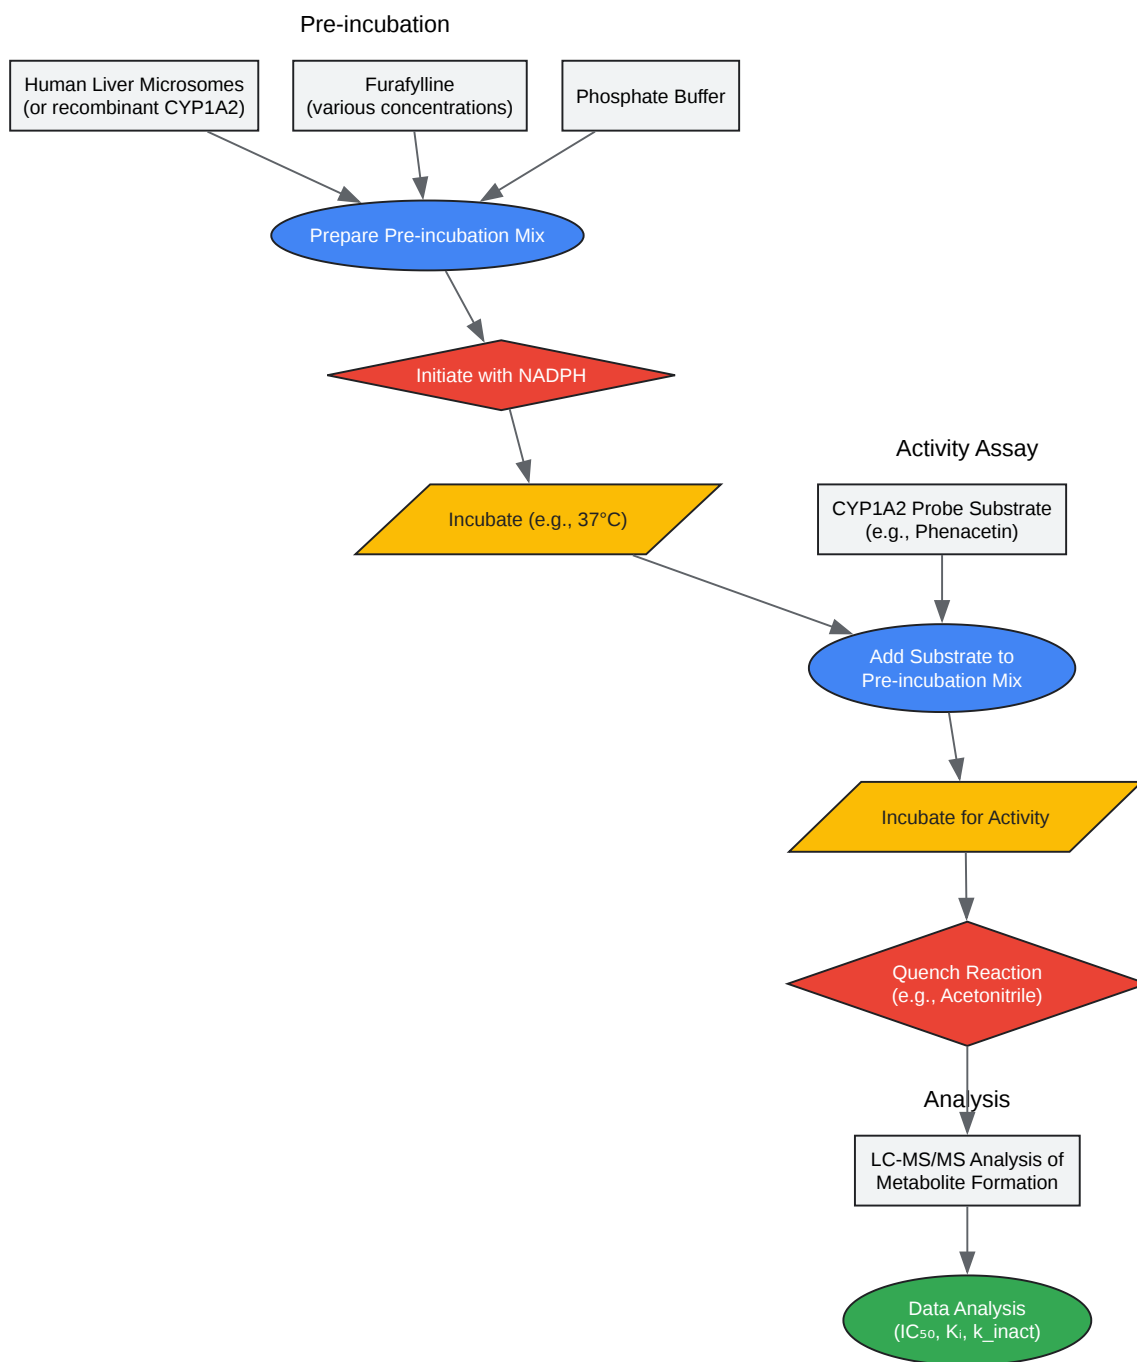 Pre-incubation
Human Liver Microsomes
(or recombinant CYP1A2)
Furafylline
(various concentrations)
Phosphate Buffer
Prepare Pre-incubation Mix
Initiate with NADPH
Incubate (e.g., 37°C)
Activity Assay
CYP1A2 Probe Substrate
(e.g., Phenacetin)
Add Substrate to
Pre-incubation Mix
Incubate for Activity
Quench Reaction
(e.g., Acetonitrile)
Analysis
LC-MS/MS Analysis of
Metabolite Formation
Data Analysis
(IC₅₀, Kᵢ, k_inact)